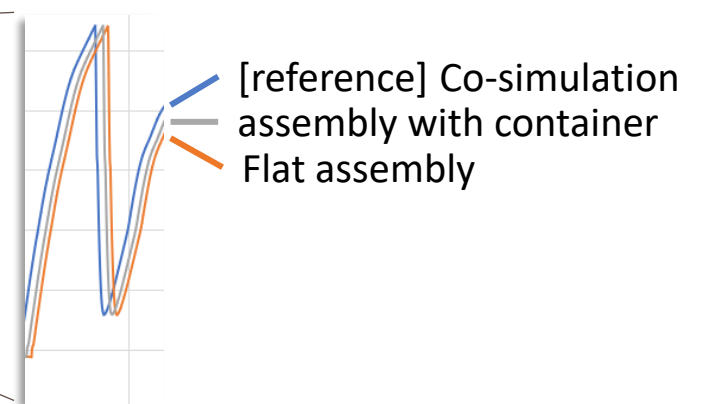 [reference] Co-simulation
assembly with container
Flat assembly